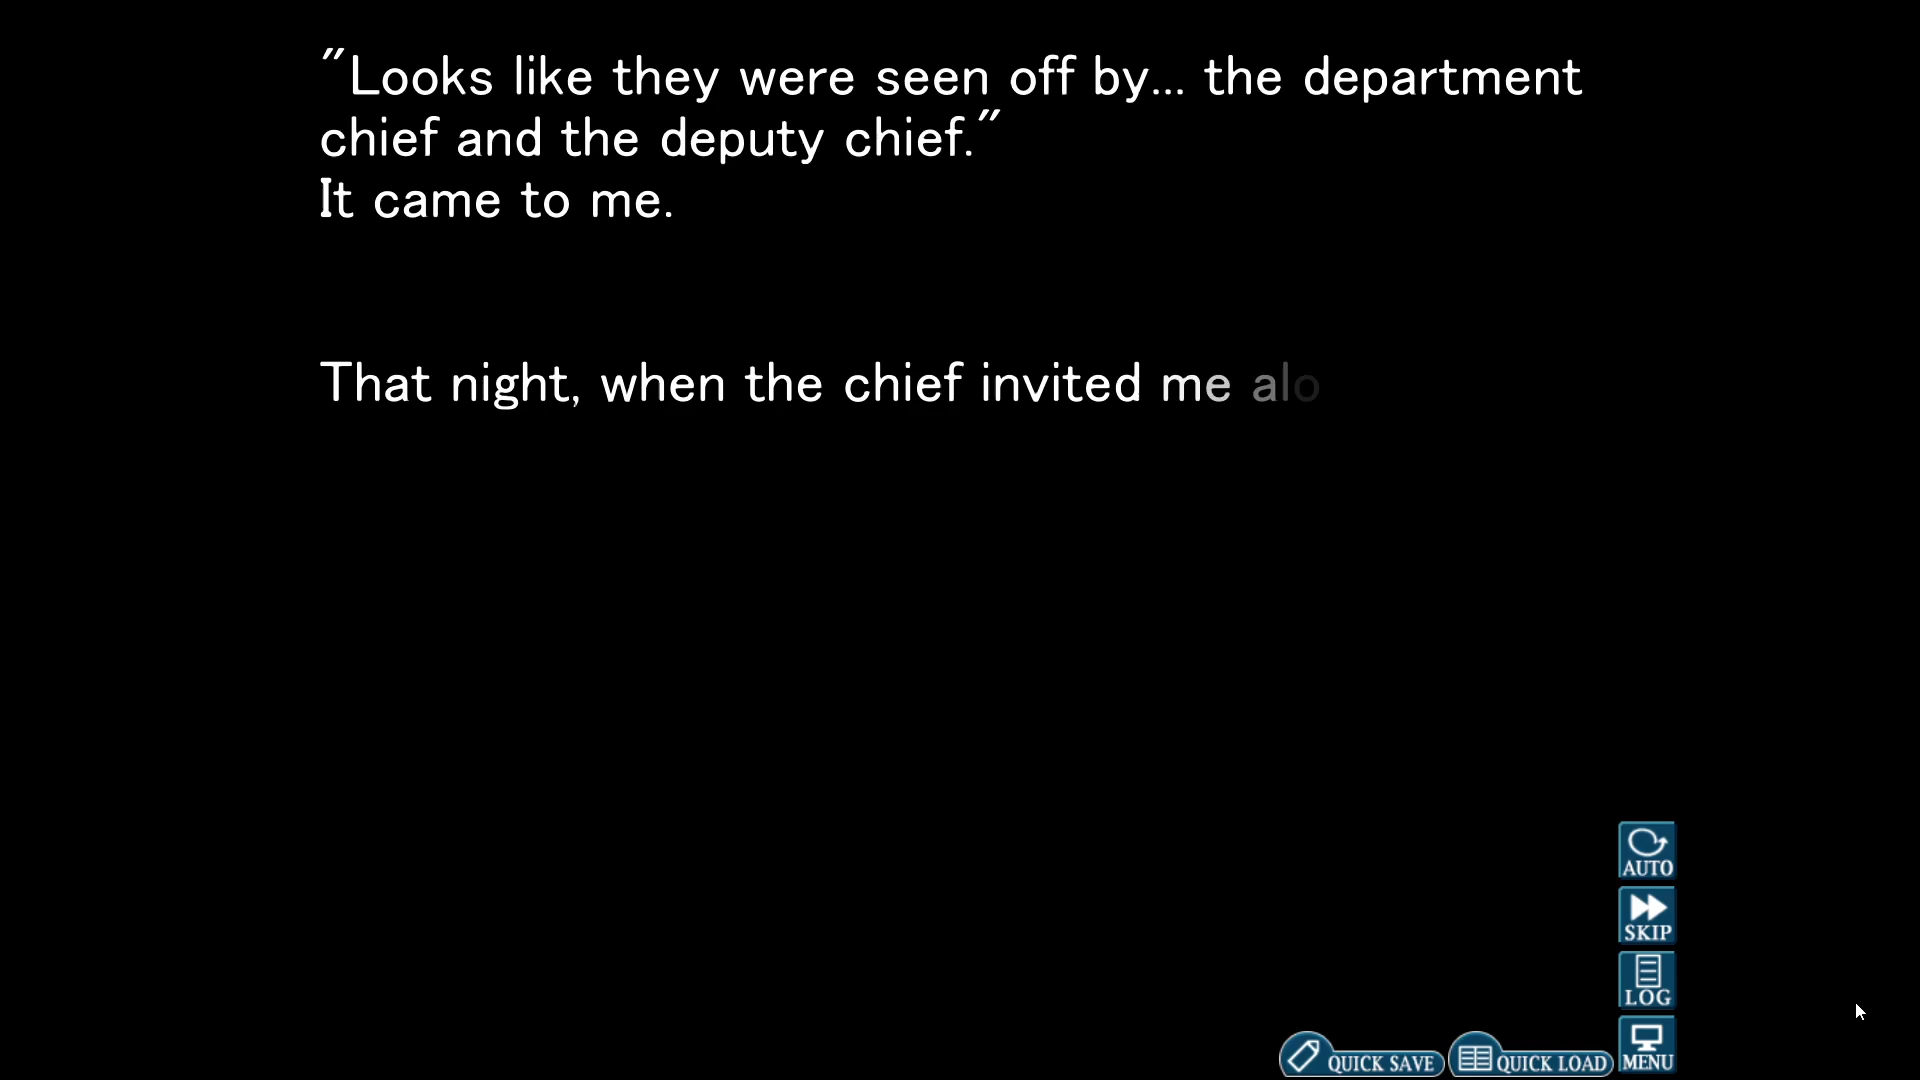 "Looks like they were seen off by... the department
chief and the deputy chief."
It came to me.
That night, when the chief invited me alo
AUTO
SKIP
LOG
MENU
QUICK SAVE
QUICK LOAD